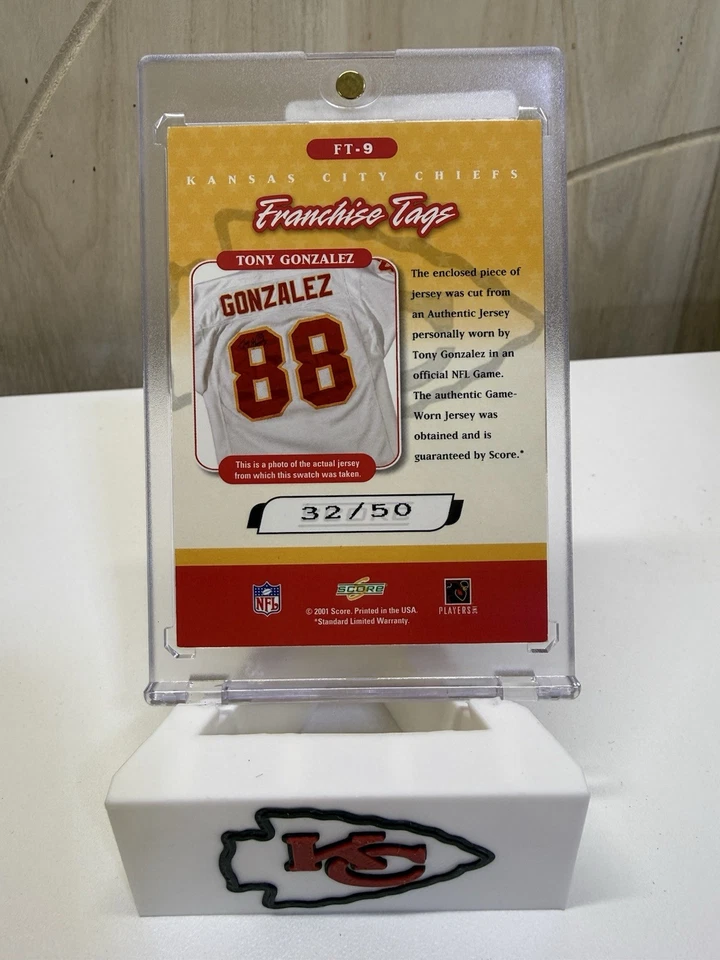 FT-9
KANSAS CITY CHIEFS
Franchise Tags
TONY GONZALEZ
GONZALEZ
88
This is a photo of the actual jersey
from which this swatch was taken.
The enclosed piece of
jersey was cut from
an Authentic Jersey
personally worn by
Tony Gonzalez in an
official NFL Game.
The authentic Game-
Worn Jersey was
obtained and is
guaranteed by Score.*
32/50
NFL
SCORE
PLAYERS INC
© 2001 Score. Printed in the USA.
*Standard Limited Warranty.
KC